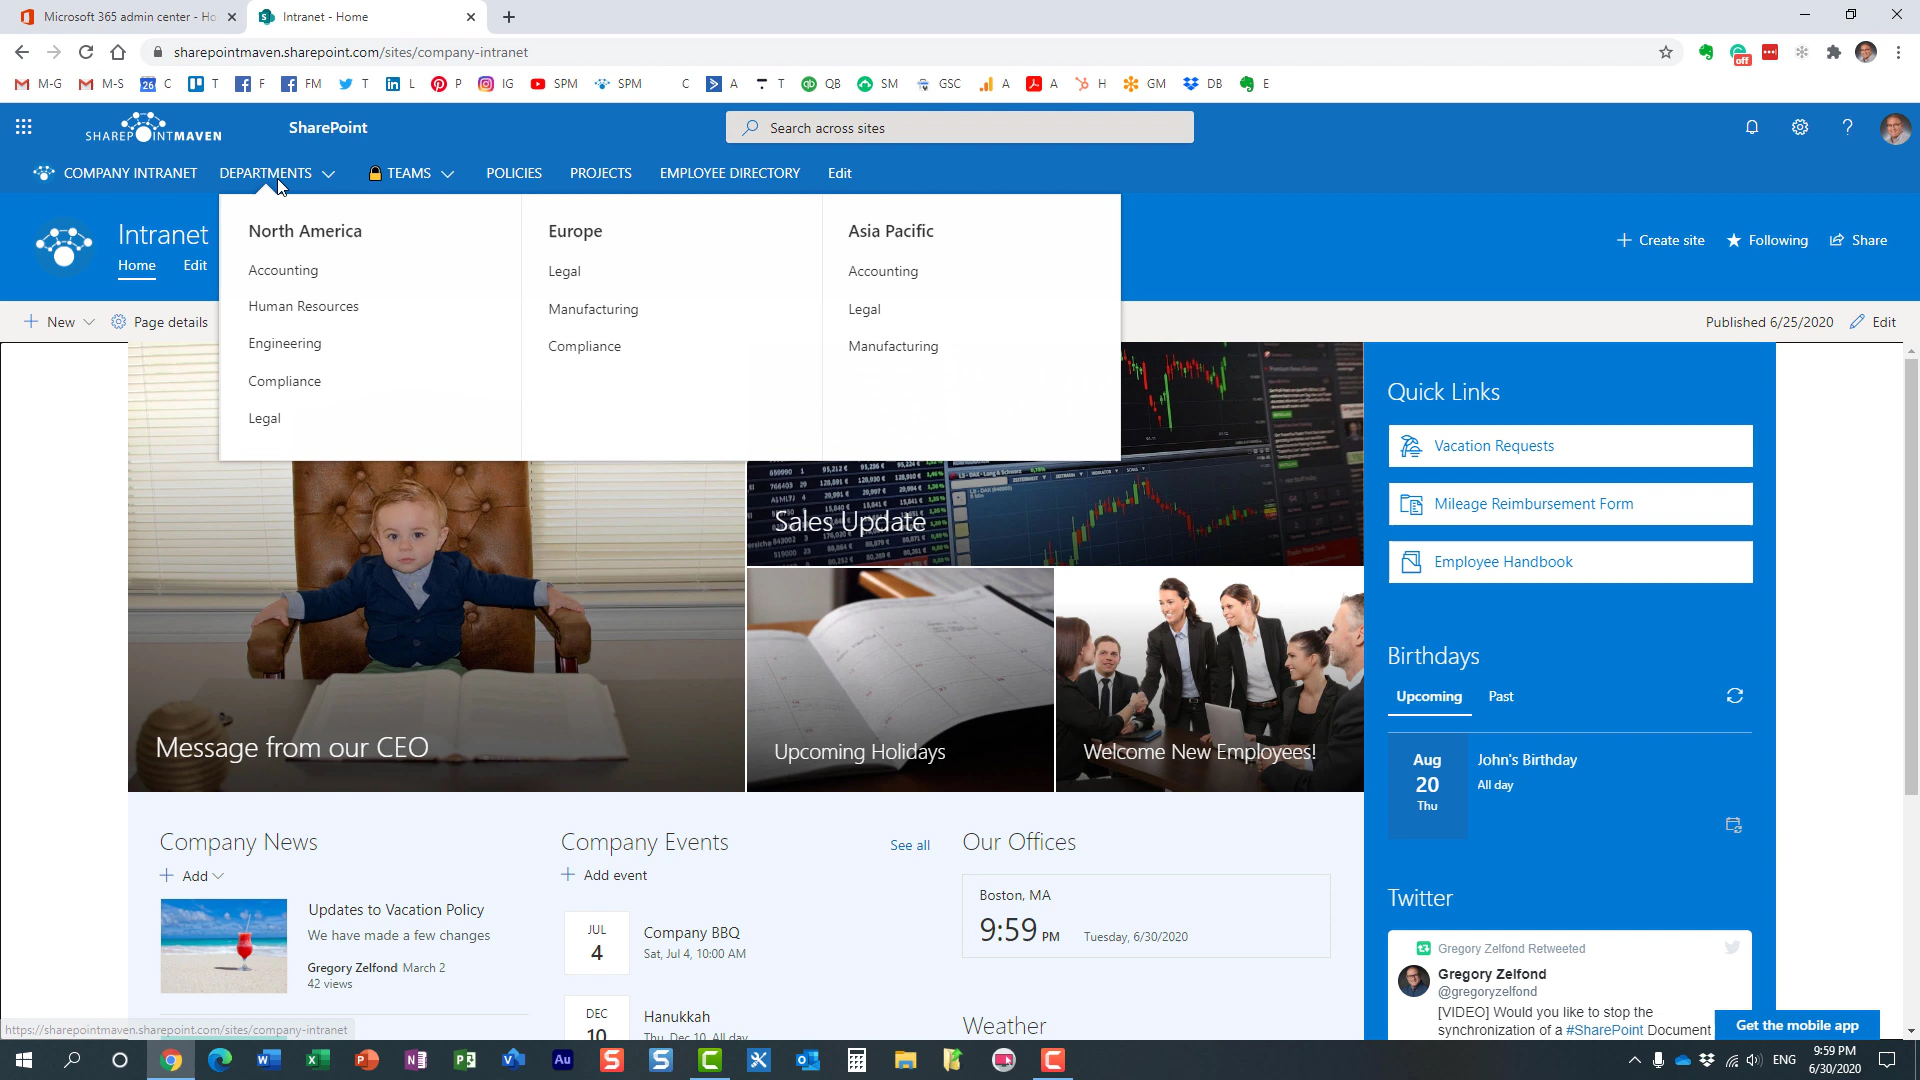 Microsoft 365 admin center - Ho
Intranet - Home
sharepointmaven.sharepoint.com/sites/company-intranet
off
M-G
M-S
26
C
T
F
FM
T
L
P
IG
SPM
SPM
C
A
T
QB
SM
GSC
A
A
H
GM
DB
E
SHAREPOINTMAVEN
SharePoint
Search across sites
COMPANY INTRANET
DEPARTMENTS
TEAMS
POLICIES
PROJECTS
EMPLOYEE DIRECTORY
Edit
Intranet
Home
Edit
Create site
Following
Share
North America
Accounting
Human Resources
Engineering
Compliance
Legal
Europe
Legal
Manufacturing
Compliance
Asia Pacific
Accounting
Legal
Manufacturing
New
Page details
Published 6/25/2020
Edit
Message from our CEO
Sales Update
Upcoming Holidays
Welcome New Employees!
Quick Links
Vacation Requests
Mileage Reimbursement Form
Employee Handbook
Birthdays
Upcoming
Past
Aug
20
Thu
John's Birthday
All day
Company News
Add
Updates to Vacation Policy
We have made a few changes
Gregory Zelfond March 2
42 views
Company Events
See all
Add event
JUL
4
Company BBQ
Sat, Jul 4, 10:00 AM
DEC
10
Hanukkah
Thu, Dec 10, All day
Our Offices
Boston, MA
9:59 PM
Tuesday, 6/30/2020
Weather
Twitter
Gregory Zelfond Retweeted
Gregory Zelfond
@gregoryzelfond
[VIDEO] Would you like to stop the
synchronization of a #SharePoint Document
Get the mobile app
https://sharepointmaven.sharepoint.com/sites/company-intranet
ENG
9:59 PM
6/30/2020